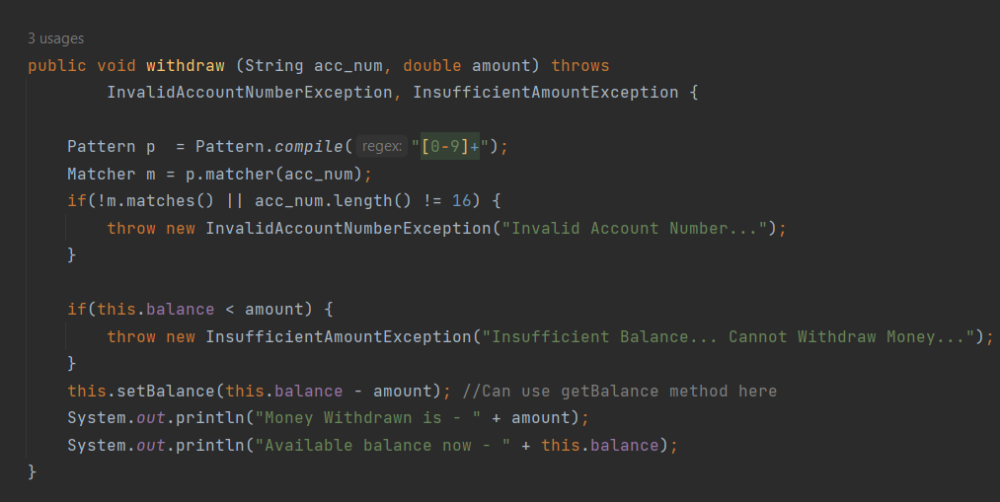 3 usages
public void withdraw (String acc_num, double amount) throws
InvalidAccountNumberException, InsufficientAmountException {
Pattern p  = Pattern.compile( regex: "[0-9]+");
Matcher m = p.matcher(acc_num);
if(!m.matches() || acc_num.length() != 16) {
throw new InvalidAccountNumberException("Invalid Account Number...");
}
if(this.balance < amount) {
throw new InsufficientAmountException("Insufficient Balance... Cannot Withdraw Money...");
}
this.setBalance(this.balance - amount); //Can use getBalance method here
System.out.println("Money Withdrawn is - " + amount);
System.out.println("Available balance now - " + this.balance);
}